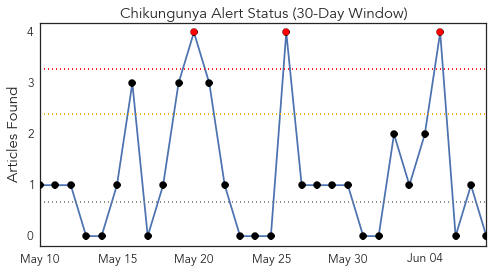 Chikungunya Alert Status (30-Day Window)
Articles Found
4
3
2
1
0
May 10 May 15 May 20 May 25 May 30 Jun 04